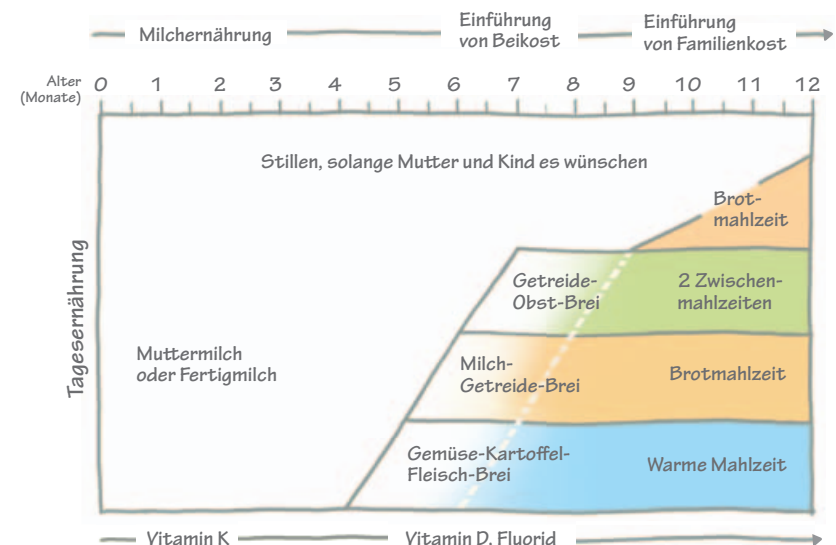 Milchernährung
Einführung
von Beikost
Einführung
von Familienkost
Alter
(Monate)
0 1 2 3 4 5 6 7 8 9 10 11 12
Stillen, solange Mutter und Kind es wünschen
Brot-
mahlzeit
Tagesernährung
Getreide-
Obst-Brei
2 Zwischen-
mahlzeiten
Muttermilch
oder Fertigmilch
Milch-
Getreide-Brei
Brotmahlzeit
Gemüse-Kartoffel-
Fleisch-Brei
Warme Mahlzeit
Vitamin K
Vitamin D, Fluorid